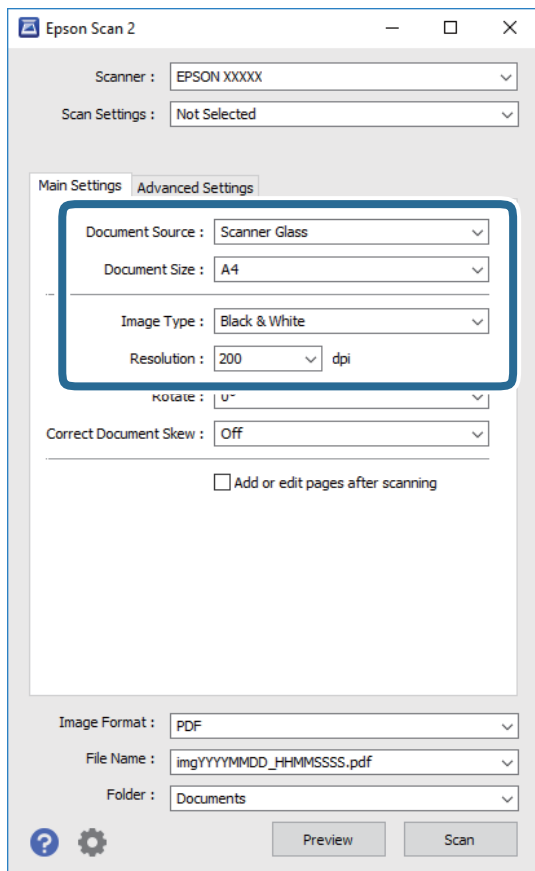 Epson Scan 2
Scanner : EPSON XXXXX
Scan Settings : Not Selected
Main Settings Advanced Settings
Document Source : Scanner Glass
Document Size : A4
Image Type : Black & White
Resolution : 200 dpi
Rotate : 0°
Correct Document Skew : Off
Add or edit pages after scanning
Image Format : PDF
File Name : imgYYYYMMDD_HHMMSSSS.pdf
Folder : Documents
?
Preview Scan